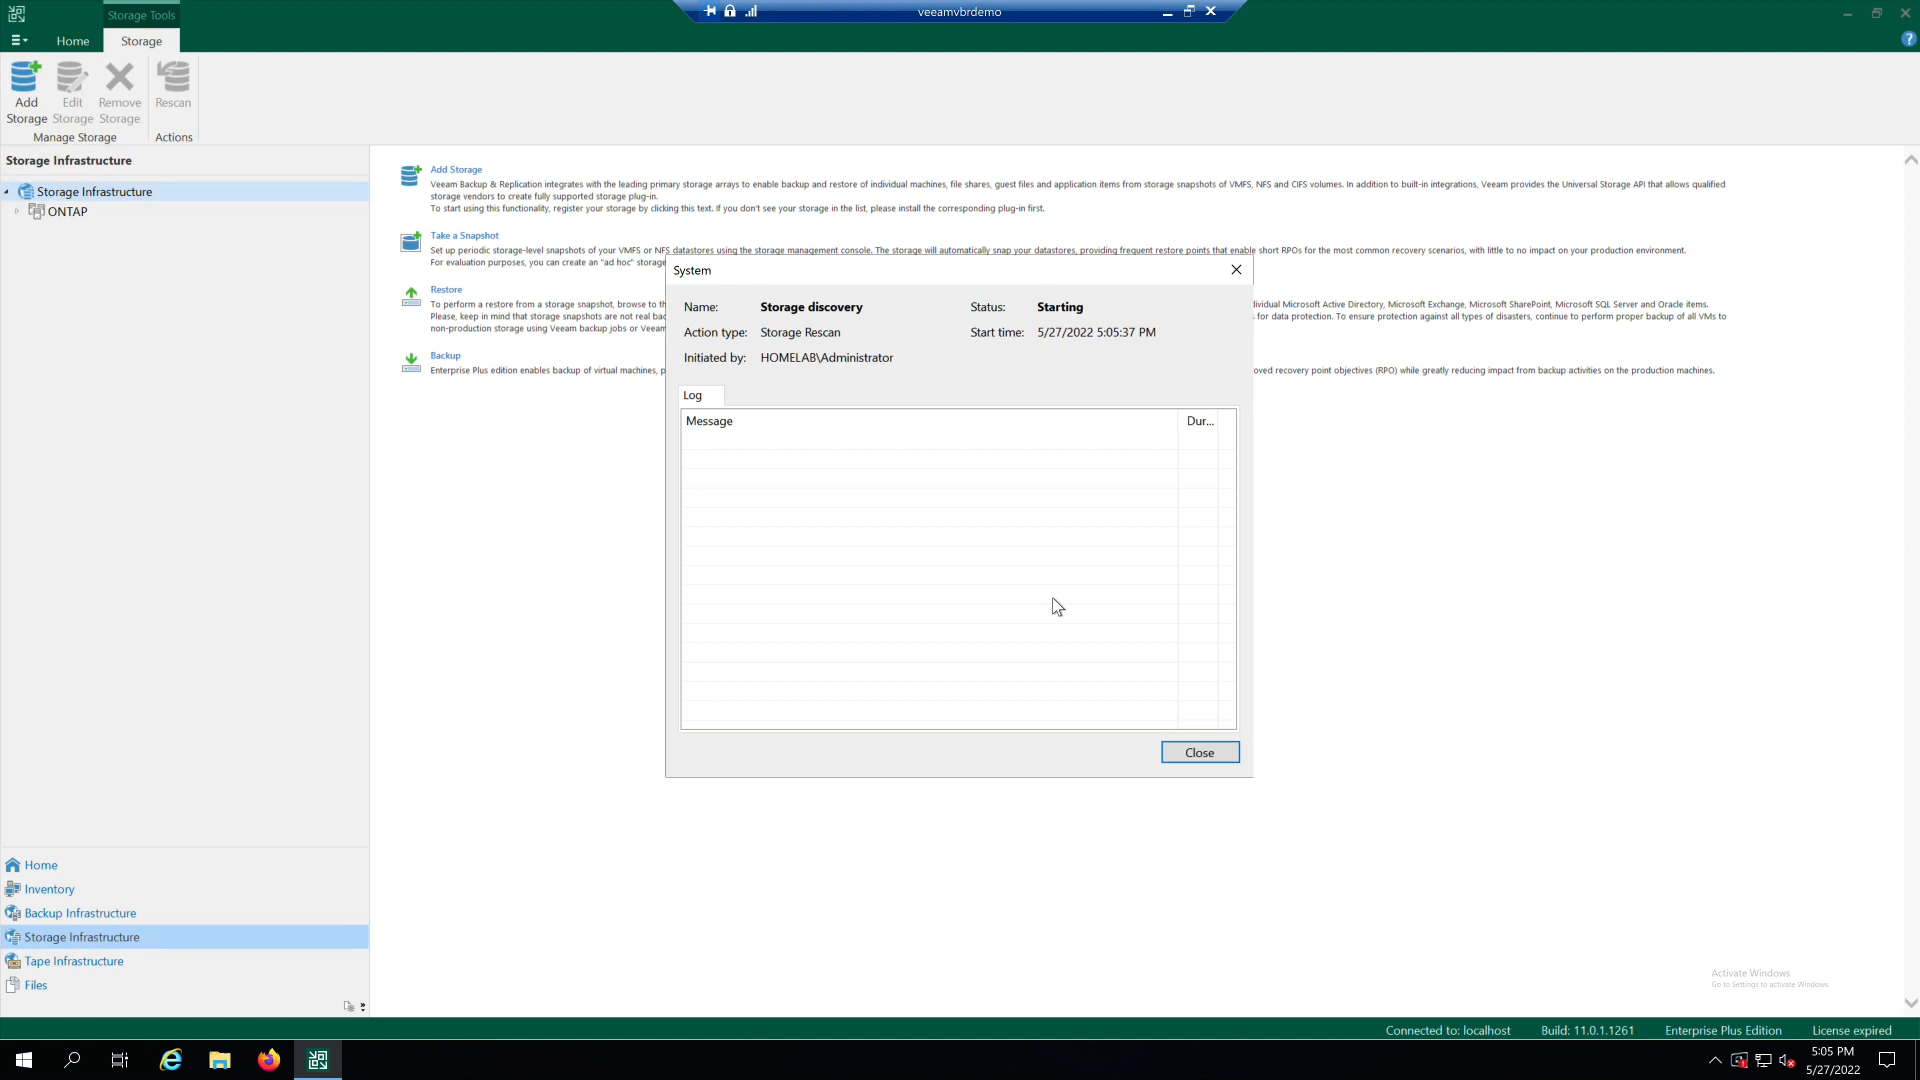 Storage Tools
veeamvbrdemo
Home
Storage
Add Storage
Edit Storage
Remove Storage
Rescan
Manage Storage
Actions
Storage Infrastructure
Storage Infrastructure
ONTAP
Add Storage
Veeam Backup & Replication integrates with the leading primary storage arrays to enable backup and restore of individual machines, file shares, guest files and application items from storage snapshots of VMFS, NFS and CIFS volumes. In addition to built-in integrations, Veeam provides the Universal Storage API that allows qualified
storage vendors to create fully supported storage plug-in.
To start using this functionality, register your storage by clicking this text. If you don't see your storage in the list, please install the corresponding plug-in first.
Take a Snapshot
Set up periodic storage-level snapshots of your VMFS or NFS datastores using the storage management console. The storage will automatically snap your datastores, providing frequent restore points that enable short RPOs for the most common recovery scenarios, with little to no impact on your production environment.
For evaluation purposes, you can create an "ad hoc" storage
Restore
To perform a restore from a storage snapshot, browse to th
dividual Microsoft Active Directory, Microsoft Exchange, Microsoft SharePoint, Microsoft SQL Server and Oracle items.
Please, keep in mind that storage snapshots are not real bac
s for data protection. To ensure protection against all types of disasters, continue to perform proper backup of all VMs to
non-production storage using Veeam backup jobs or Veeam
Backup
Enterprise Plus edition enables backup of virtual machines, p
oved recovery point objectives (RPO) while greatly reducing impact from backup activities on the production machines.
System
Name: Storage discovery
Status: Starting
Action type: Storage Rescan
Start time: 5/27/2022 5:05:37 PM
Initiated by: HOMELAB\Administrator
Log
Message
Dur...
Close
Home
Inventory
Backup Infrastructure
Storage Infrastructure
Tape Infrastructure
Files
Activate Windows
Go to Settings to activate Windows.
Connected to: localhost
Build: 11.0.1.1261
Enterprise Plus Edition
License expired
5:05 PM
5/27/2022